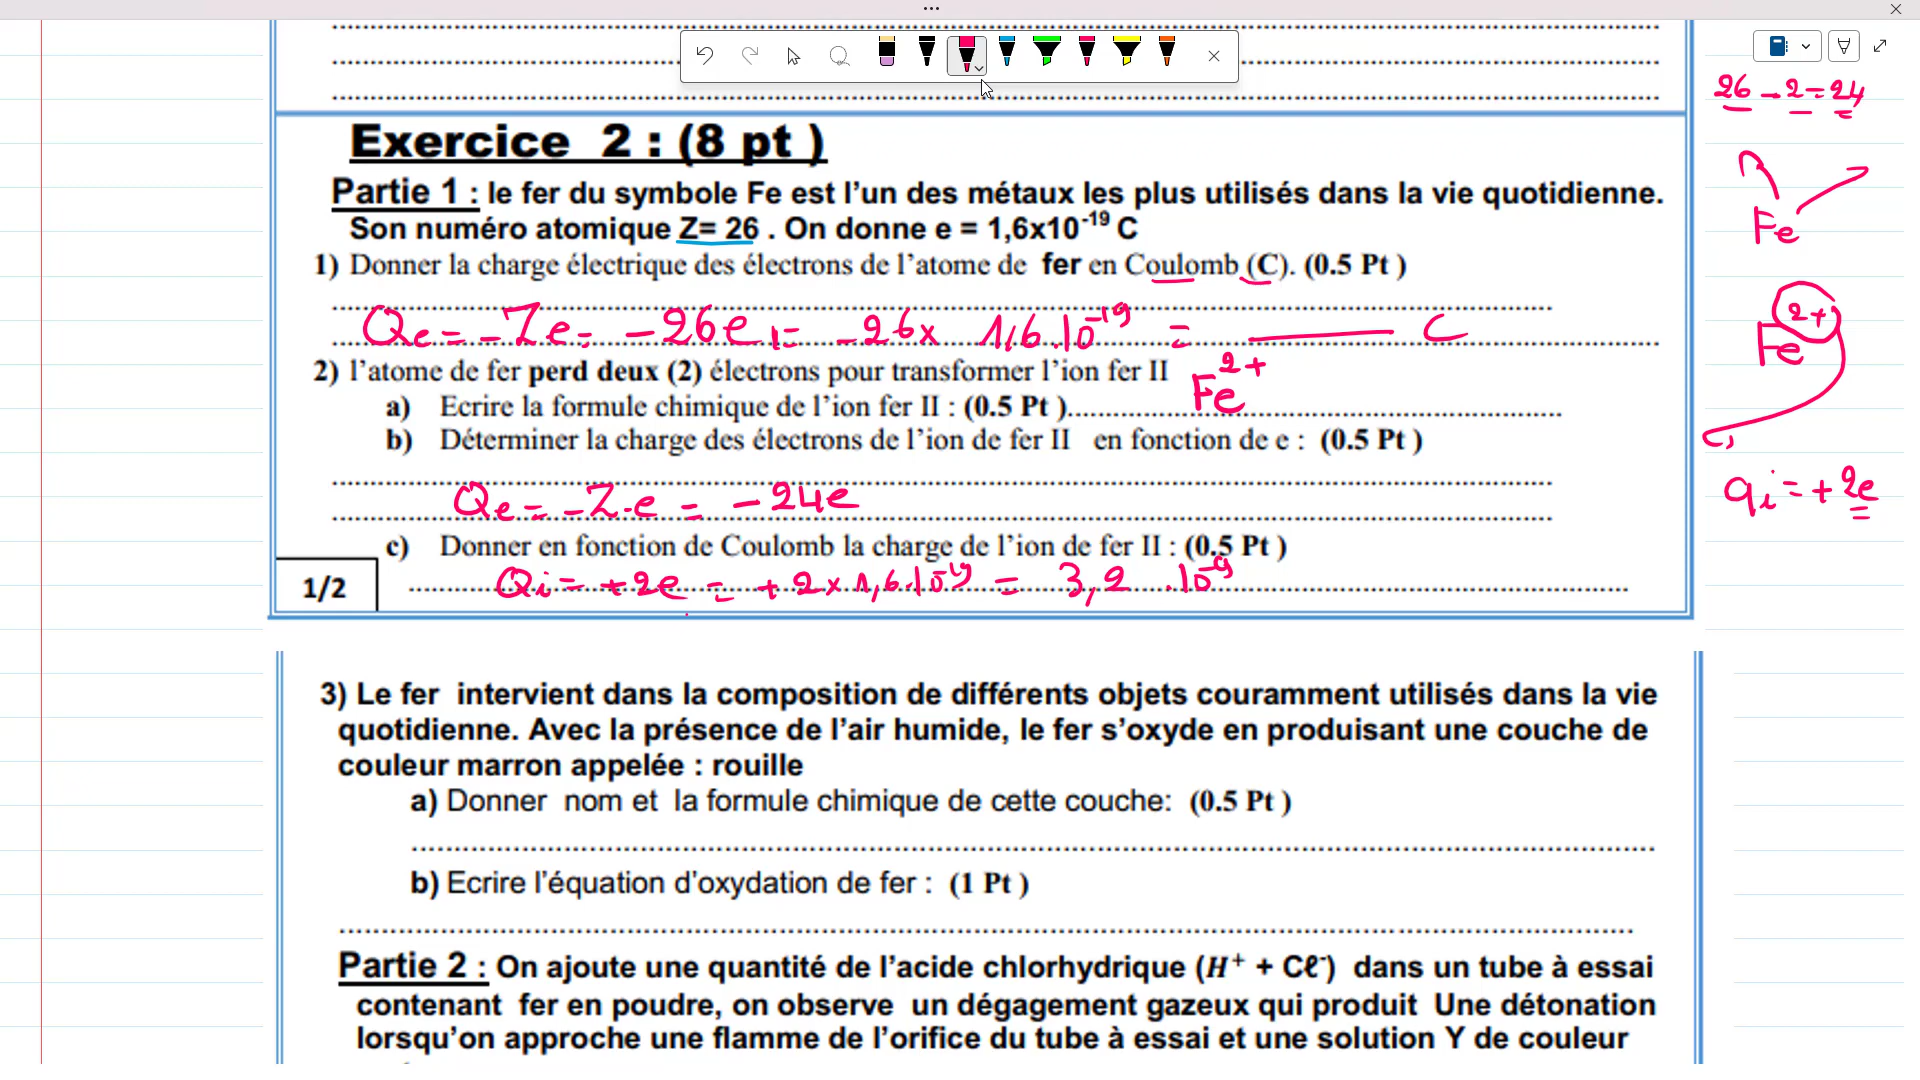 26 - 2 = 24
Exercice 2 : (8 pt )
Partie 1 : le fer du symbole Fe est l'un des métaux les plus utilisés dans la vie quotidienne.
Son numéro atomique Z= 26 . On donne e = 1,6x10⁻¹⁹ C
Fe
1) Donner la charge électrique des électrons de l'atome de fer en Coulomb (C). (0.5 Pt )
Qe = -Ze = -26e = -26 x 1,6.10⁻¹⁹ = ——— C
Fe²⁺
2) l'atome de fer perd deux (2) électrons pour transformer l'ion fer II
a) Ecrire la formule chimique de l'ion fer II : (0.5 Pt ) Fe²⁺
b) Déterminer la charge des électrons de l'ion de fer II en fonction de e : (0.5 Pt )
Qe = -Z.e = -24e
qi = +2e
c) Donner en fonction de Coulomb la charge de l'ion de fer II : (0.5 Pt )
1/2
Qi = +2e = +2x1,6.10⁻¹⁹ = 3,2 .10⁻¹⁹
3) Le fer intervient dans la composition de différents objets couramment utilisés dans la vie
quotidienne. Avec la présence de l'air humide, le fer s'oxyde en produisant une couche de
couleur marron appelée : rouille
a) Donner nom et la formule chimique de cette couche: (0.5 Pt )
b) Ecrire l'équation d'oxydation de fer : (1 Pt )
Partie 2 : On ajoute une quantité de l'acide chlorhydrique (H⁺ + Cℓ⁻) dans un tube à essai
contenant fer en poudre, on observe un dégagement gazeux qui produit Une détonation
lorsqu'on approche une flamme de l'orifice du tube à essai et une solution Y de couleur